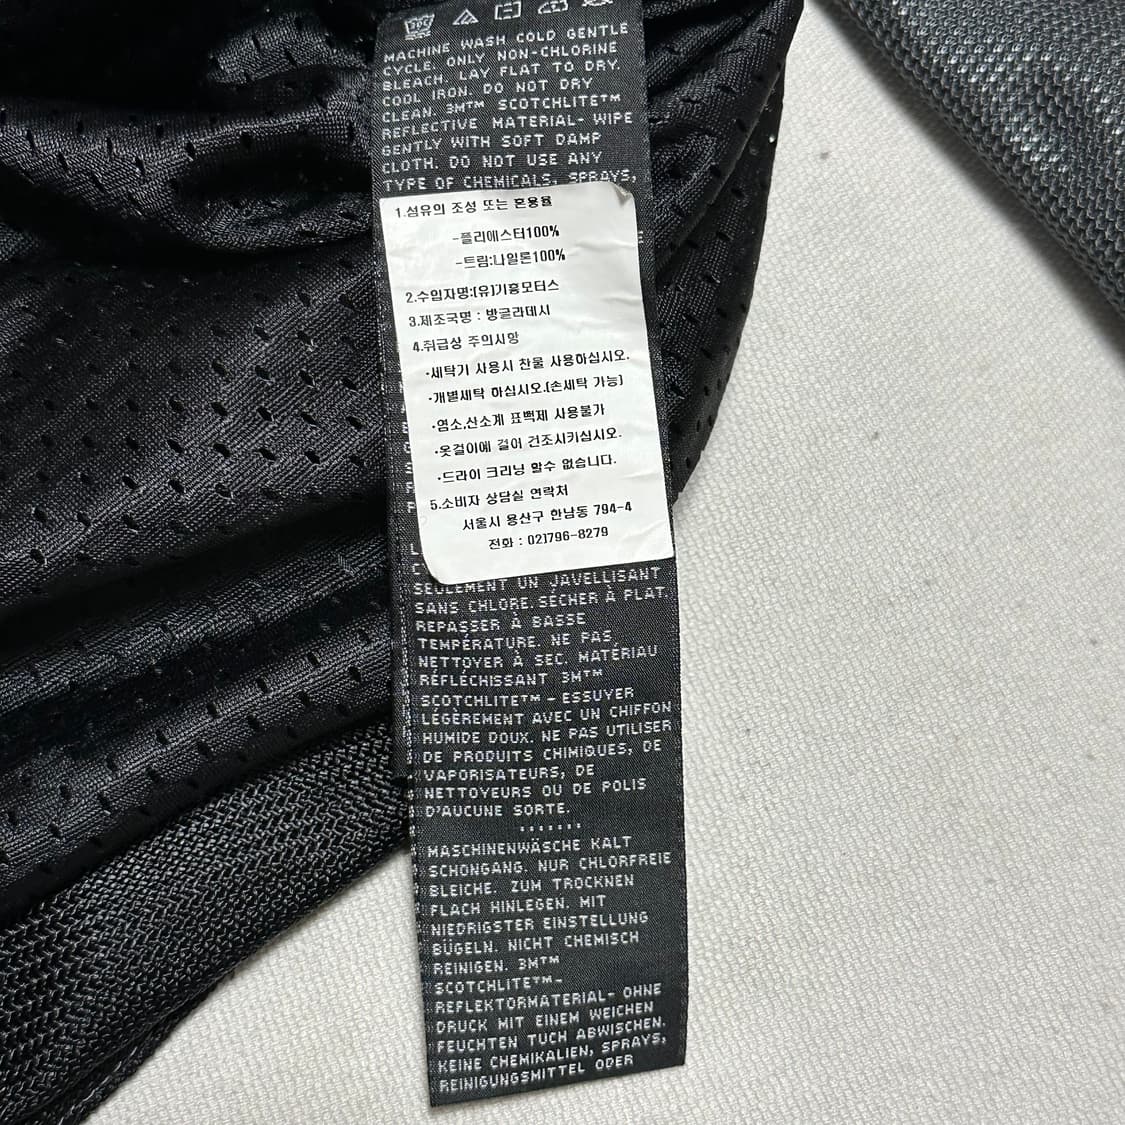 30C
MACHINE WASH COLD GENTLE
CYCLE. ONLY NON-CHLORINE
BLEACH. LAY FLAT TO DRY.
COOL IRON. DO NOT DRY
CLEAN. 3M™ SCOTCHLITE™
REFLECTIVE MATERIAL- WIPE
GENTLY WITH SOFT DAMP
CLOTH. DO NOT USE ANY
TYPE OF CHEMICALS, SPRAYS,
1.섬유의 조성 또는 혼용율
-플리에스터100%
-트림:나일론100%
2.수입자명:(유)기흥모터스
3.제조국명 : 방글라데시
4.취급상 주의시망
·세탁기 사용시 찬물 사용하십시오.
·개별세탁 하십시오.(손세탁 가능)
·염소,산소계 표뻑제 사용불가
·옷걸이에 걸어 건조시키십시오.
·드라이 크리닝 할수 없습니다.
5.소비자 상담실 연락처
서울시 용산구 한남동 794-4
전화 : 02)796-8279
SEULEMENT UN JAVELLISANT
SANS CHLORE. SÉCHER À PLAT.
REPASSER À BASSE
TEMPÉRATURE. NE PAS
NETTOYER À SEC. MATÉRIAU
RÉFLÉCHISSANT 3M™
SCOTCHLITE™ - ESSUYER
LÉGÈREMENT AVEC UN CHIFFON
HUMIDE DOUX. NE PAS UTILISER
DE PRODUITS CHIMIQUES, DE
VAPORISATEURS, DE
NETTOYEURS OU DE POLIS
D'AUCUNE SORTE.
.......
MASCHINENWÄSCHE KALT
SCHONGANG. NUR CHLORFREIE
BLEICHE. ZUM TROCKNEN
FLACH HINLEGEN. MIT
NIEDRIGSTER EINSTELLUNG
BÜGELN. NICHT CHEMISCH
REINIGEN. 3M™
SCOTCHLITE™-
REFLEKTORMATERIAL- OHNE
DRUCK MIT EINEM WEICHEN
FEUCHTEN TUCH ABWISCHEN.
KEINE CHEMIKALIEN, SPRAYS,
REINIGUNGSMITTEL ODER